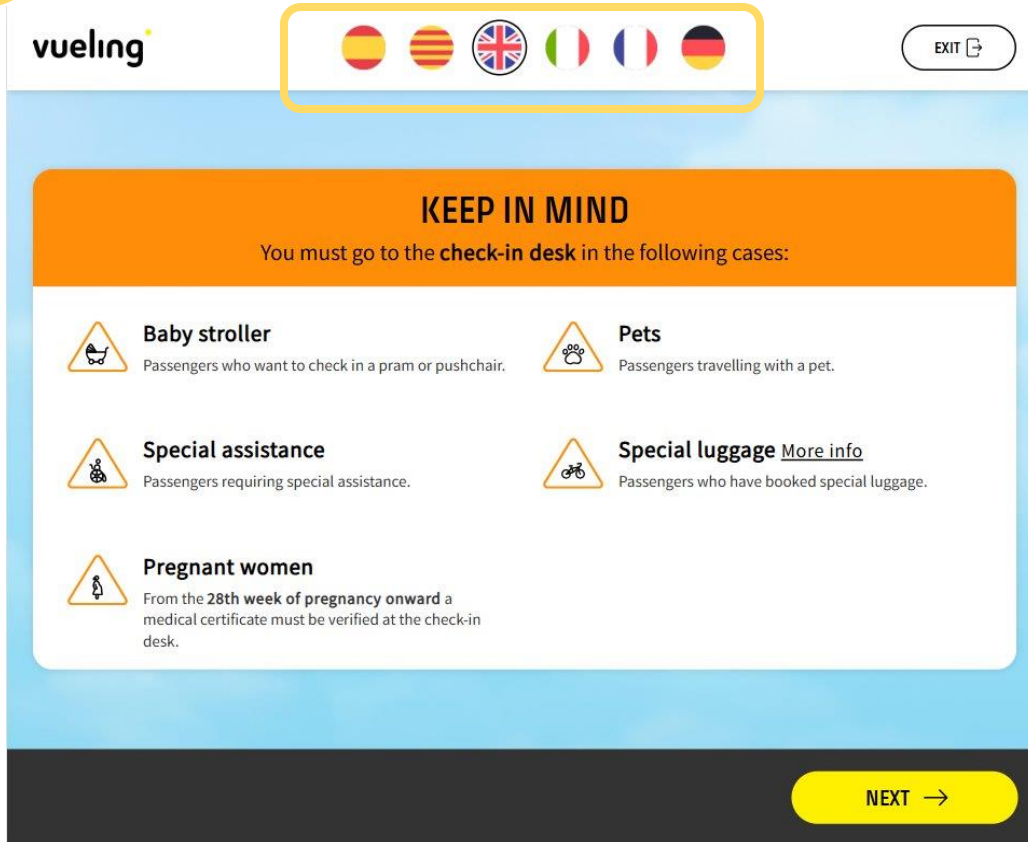 vueling
EXIT
KEEP IN MIND
You must go to the check-in desk in the following cases:
Baby stroller
Passengers who want to check in a pram or pushchair.
Pets
Passengers travelling with a pet.
Special assistance
Passengers requiring special assistance.
Special luggage More info
Passengers who have booked special luggage.
Pregnant women
From the 28th week of pregnancy onward a
medical certificate must be verified at the check-in
desk.
NEXT